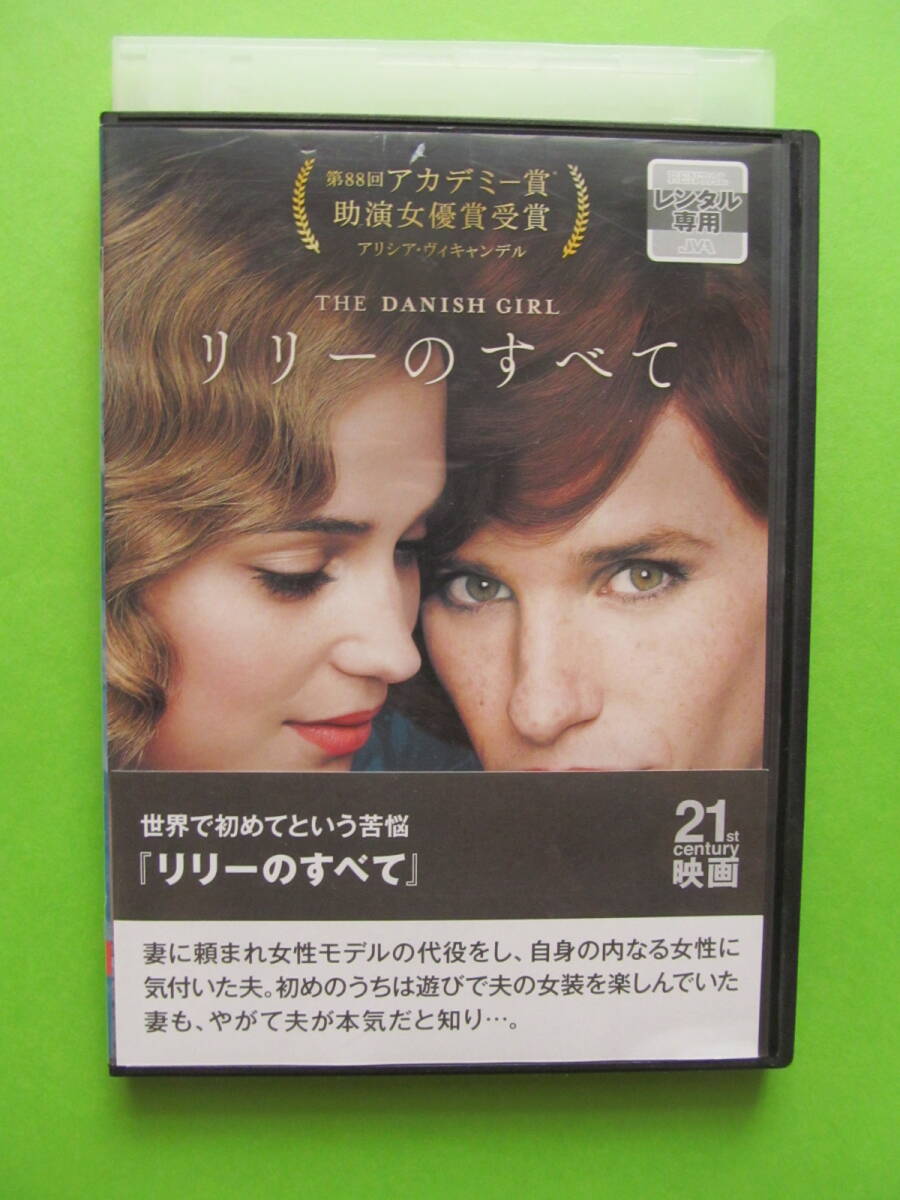 第88回アカデミー賞®
助演女優賞受賞
アリシア・ヴィキャンデル
RENTAL
レンタル
専用
JVA
THE DANISH GIRL
リリーのすべて
世界で初めてという苦悩
『リリーのすべて』
21st
century
映画
妻に頼まれ女性モデルの代役をし、自身の内なる女性に
気付いた夫。初めのうちは遊びで夫の女装を楽しんでいた
妻も、やがて夫が本気だと知り…。